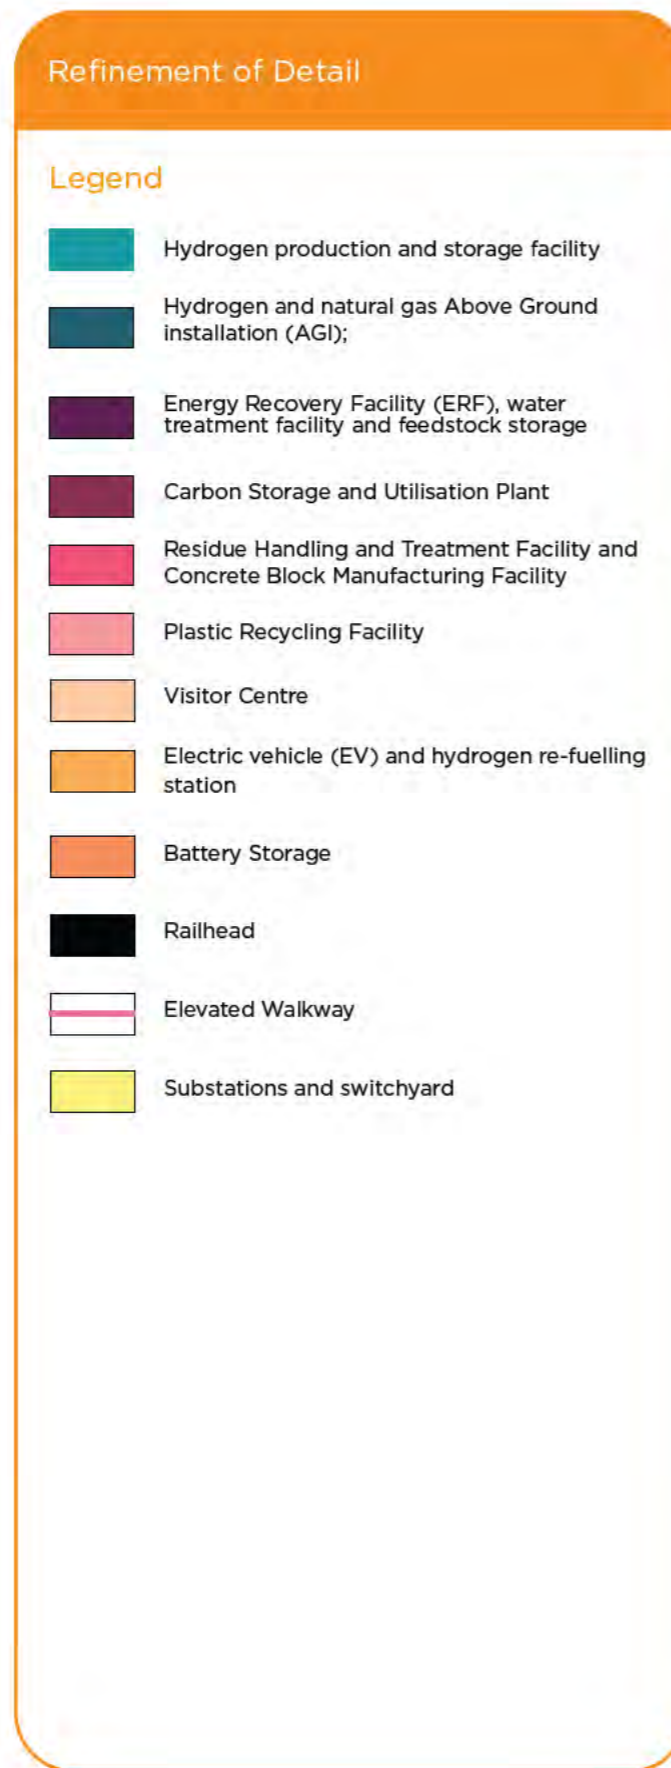 Refinement of Detail
Legend
Hydrogen production and storage facility
Hydrogen and natural gas Above Ground
installation (AGI);
Energy Recovery Facility (ERF), water
treatment facility and feedstock storage
Carbon Storage and Utilisation Plant
Residue Handling and Treatment Facility and
Concrete Block Manufacturing Facility
Plastic Recycling Facility
Visitor Centre
Electric vehicle (EV) and hydrogen re-fuelling
station
Battery Storage
Railhead
Elevated Walkway
Substations and switchyard